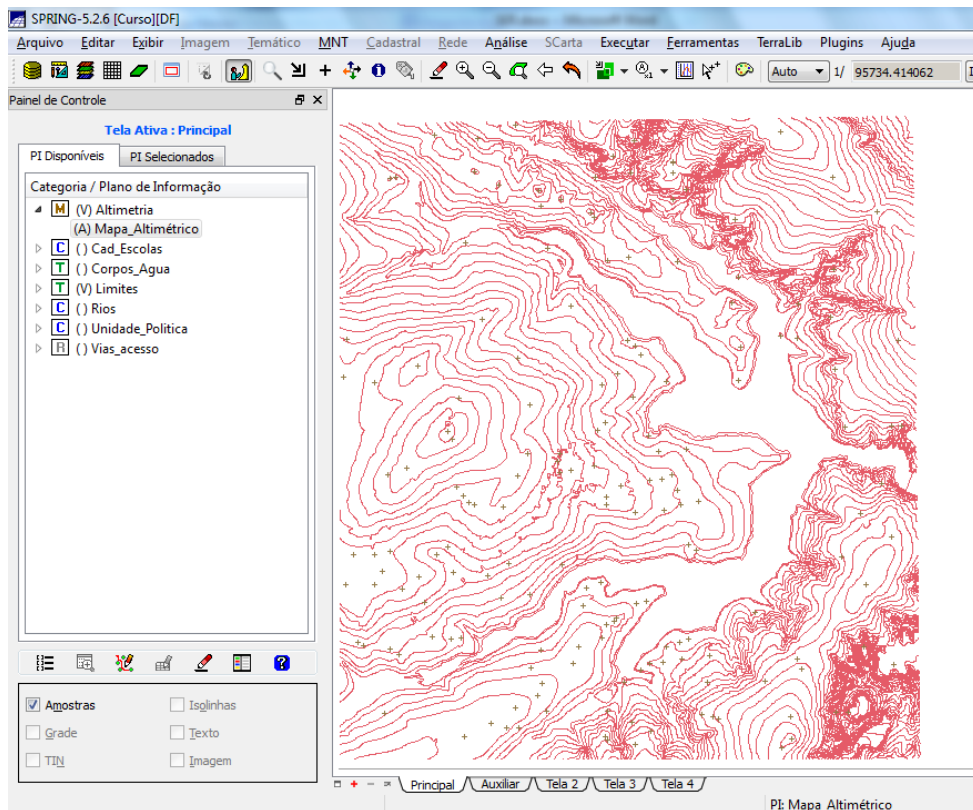 SPRING-5.2.6 [Curso][DF]
Arquivo Editar Exibir Imagem Temático MNT Cadastral Rede Análise SCarta Executar Ferramentas TerraLib Plugins Ajuda
Auto 1/ 95734.414062
Painel de Controle
Tela Ativa : Principal
PI Disponíveis PI Selecionados
Categoria / Plano de Informação
M (V) Altimetria
(A) Mapa_Altimétrico
C ( ) Cad_Escolas
T ( ) Corpos_Agua
T (V) Limites
C ( ) Rios
C ( ) Unidade_Politica
R ( ) Vias_acesso
Amostras Isolinhas
Grade Texto
TIN Imagem
Principal Auxiliar Tela 2 Tela 3 Tela 4
PI: Mapa_Altimétrico